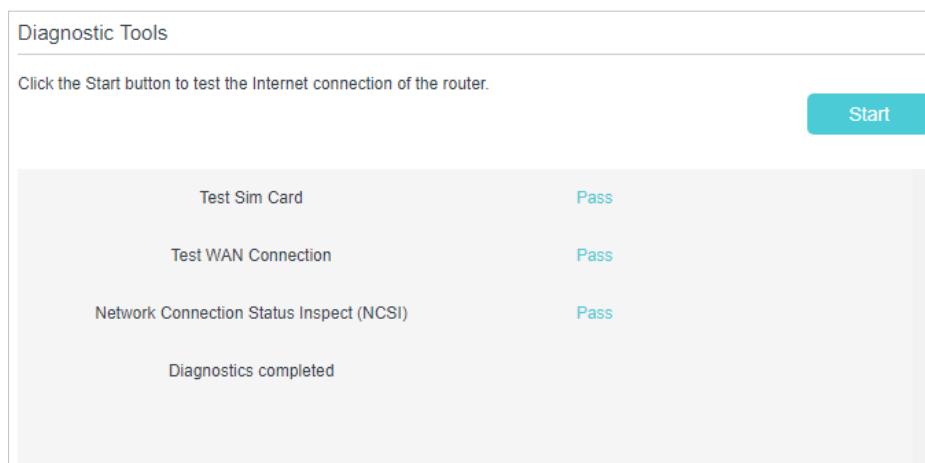 Diagnostic Tools
Click the Start button to test the Internet connection of the router.
Start
Test Sim Card Pass
Test WAN Connection Pass
Network Connection Status Inspect (NCSI) Pass
Diagnostics completed